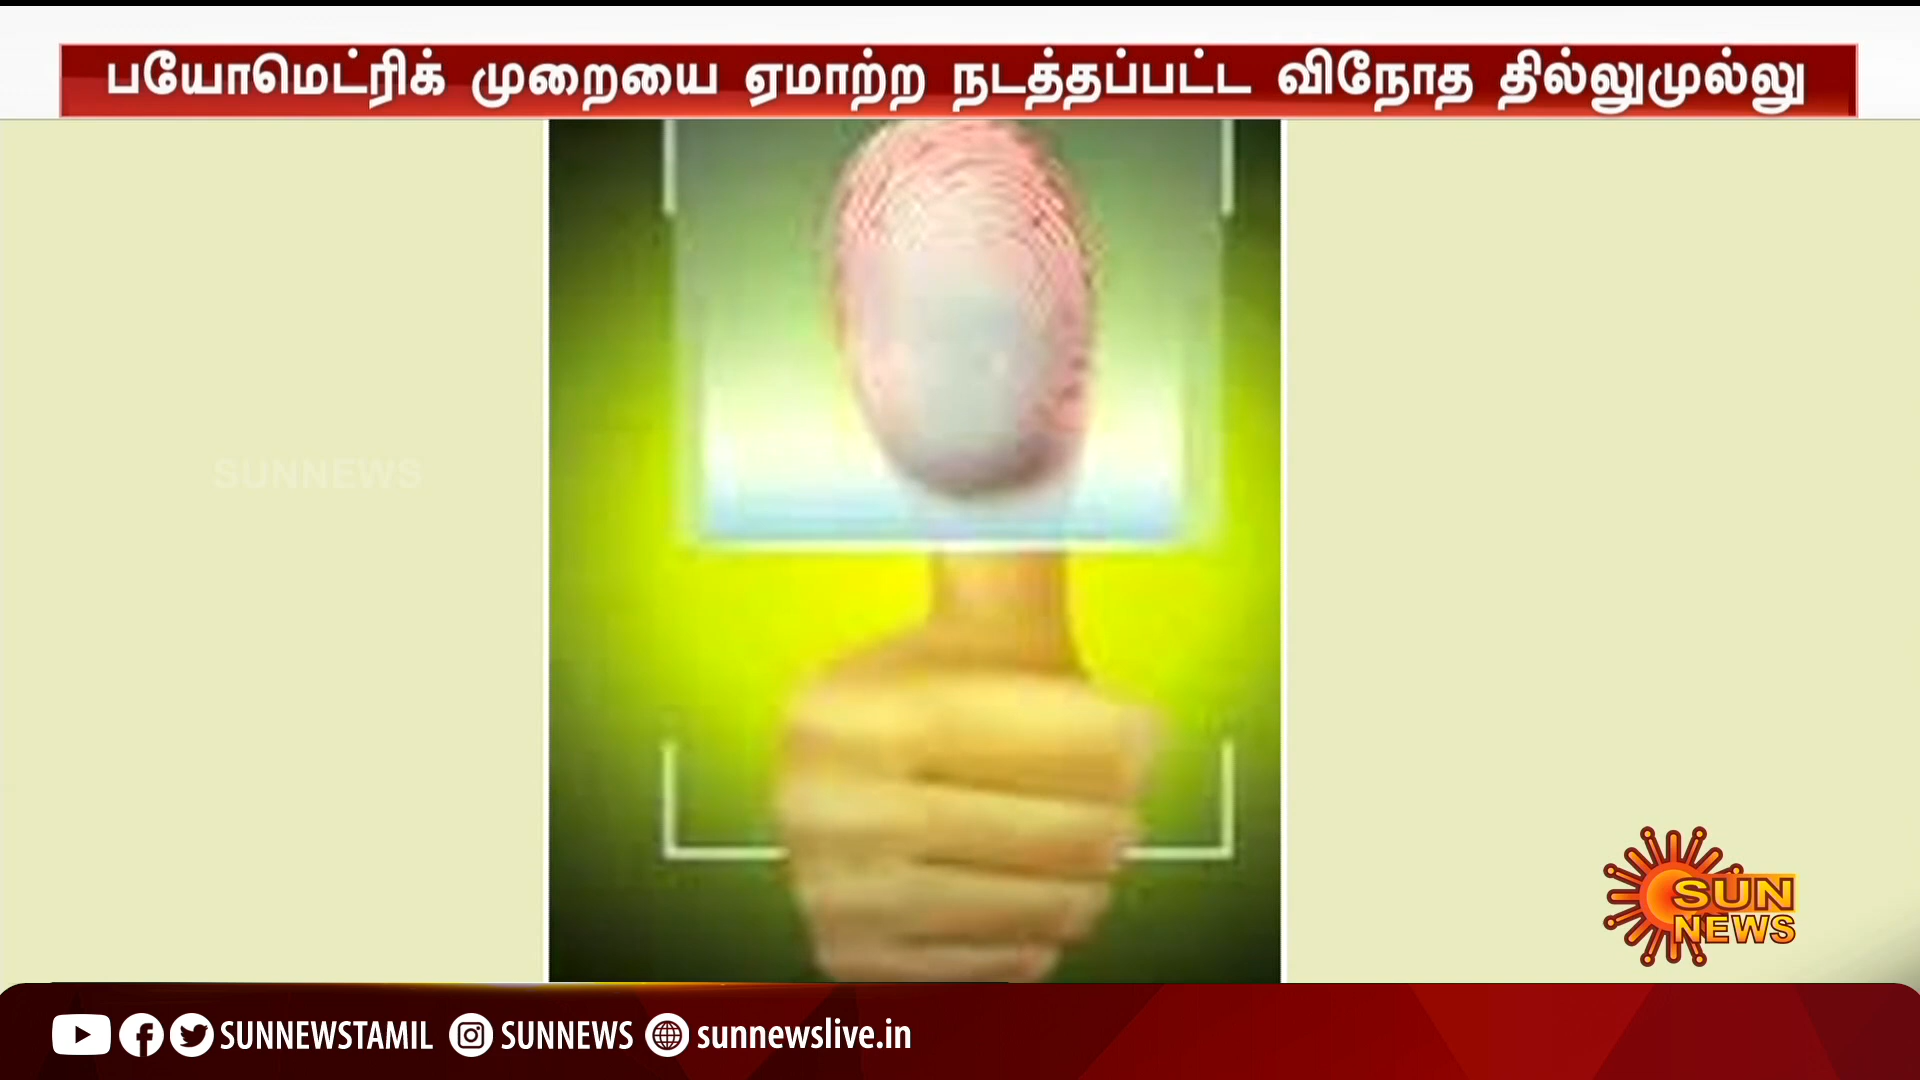 பயோமெட்ரிக் முறையை ஏமாற்ற நடத்தப்பட்ட விநோத தில்லுமுல்லு
SUNNEWS
SUN
NEWS
SUNNEWSTAMIL SUNNEWS sunnewslive.in